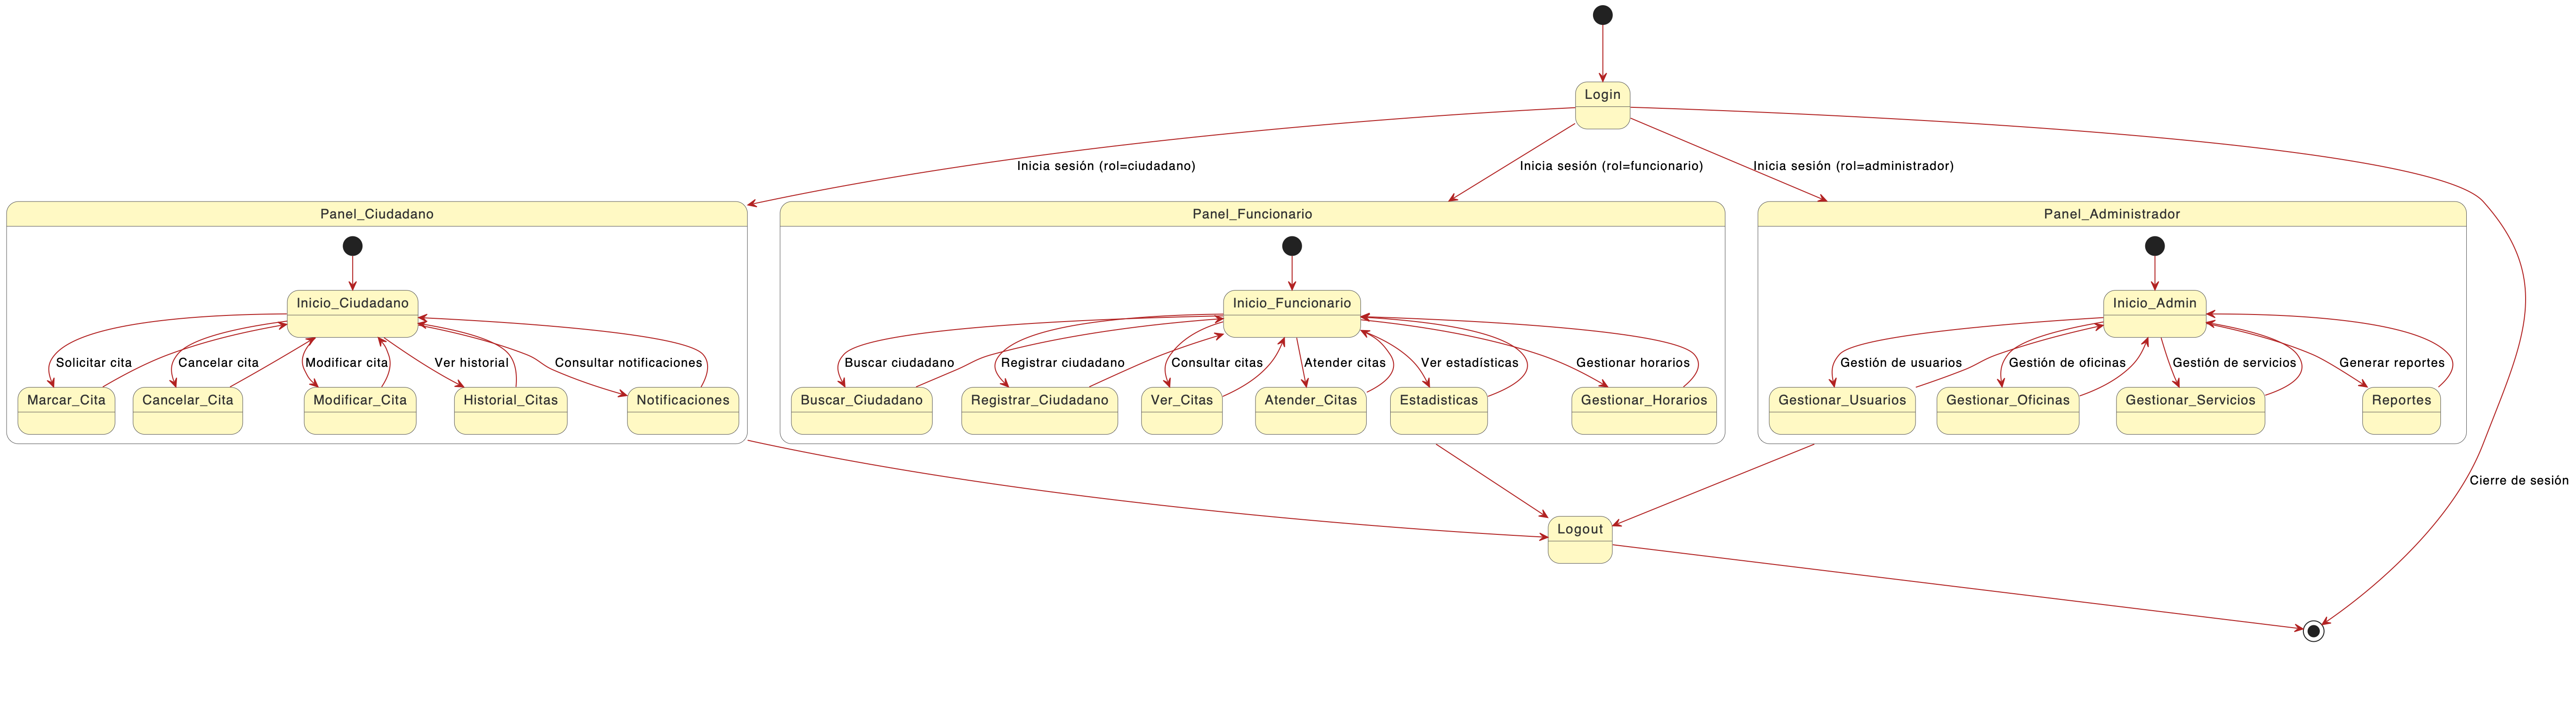 Login
Inicia sesión (rol=ciudadano)
Inicia sesión (rol=funcionario)
Inicia sesión (rol=administrador)
Panel_Ciudadano
Inicio_Ciudadano
Solicitar cita
Cancelar cita
Modificar cita
Ver historial
Consultar notificaciones
Marcar_Cita
Cancelar_Cita
Modificar_Cita
Historial_Citas
Notificaciones
Panel_Funcionario
Inicio_Funcionario
Buscar ciudadano
Registrar ciudadano
Consultar citas
Atender citas
Ver estadísticas
Gestionar horarios
Buscar_Ciudadano
Registrar_Ciudadano
Ver_Citas
Atender_Citas
Estadisticas
Gestionar_Horarios
Panel_Administrador
Inicio_Admin
Gestión de usuarios
Gestión de oficinas
Gestión de servicios
Generar reportes
Gestionar_Usuarios
Gestionar_Oficinas
Gestionar_Servicios
Reportes
Cierre de sesión
Logout